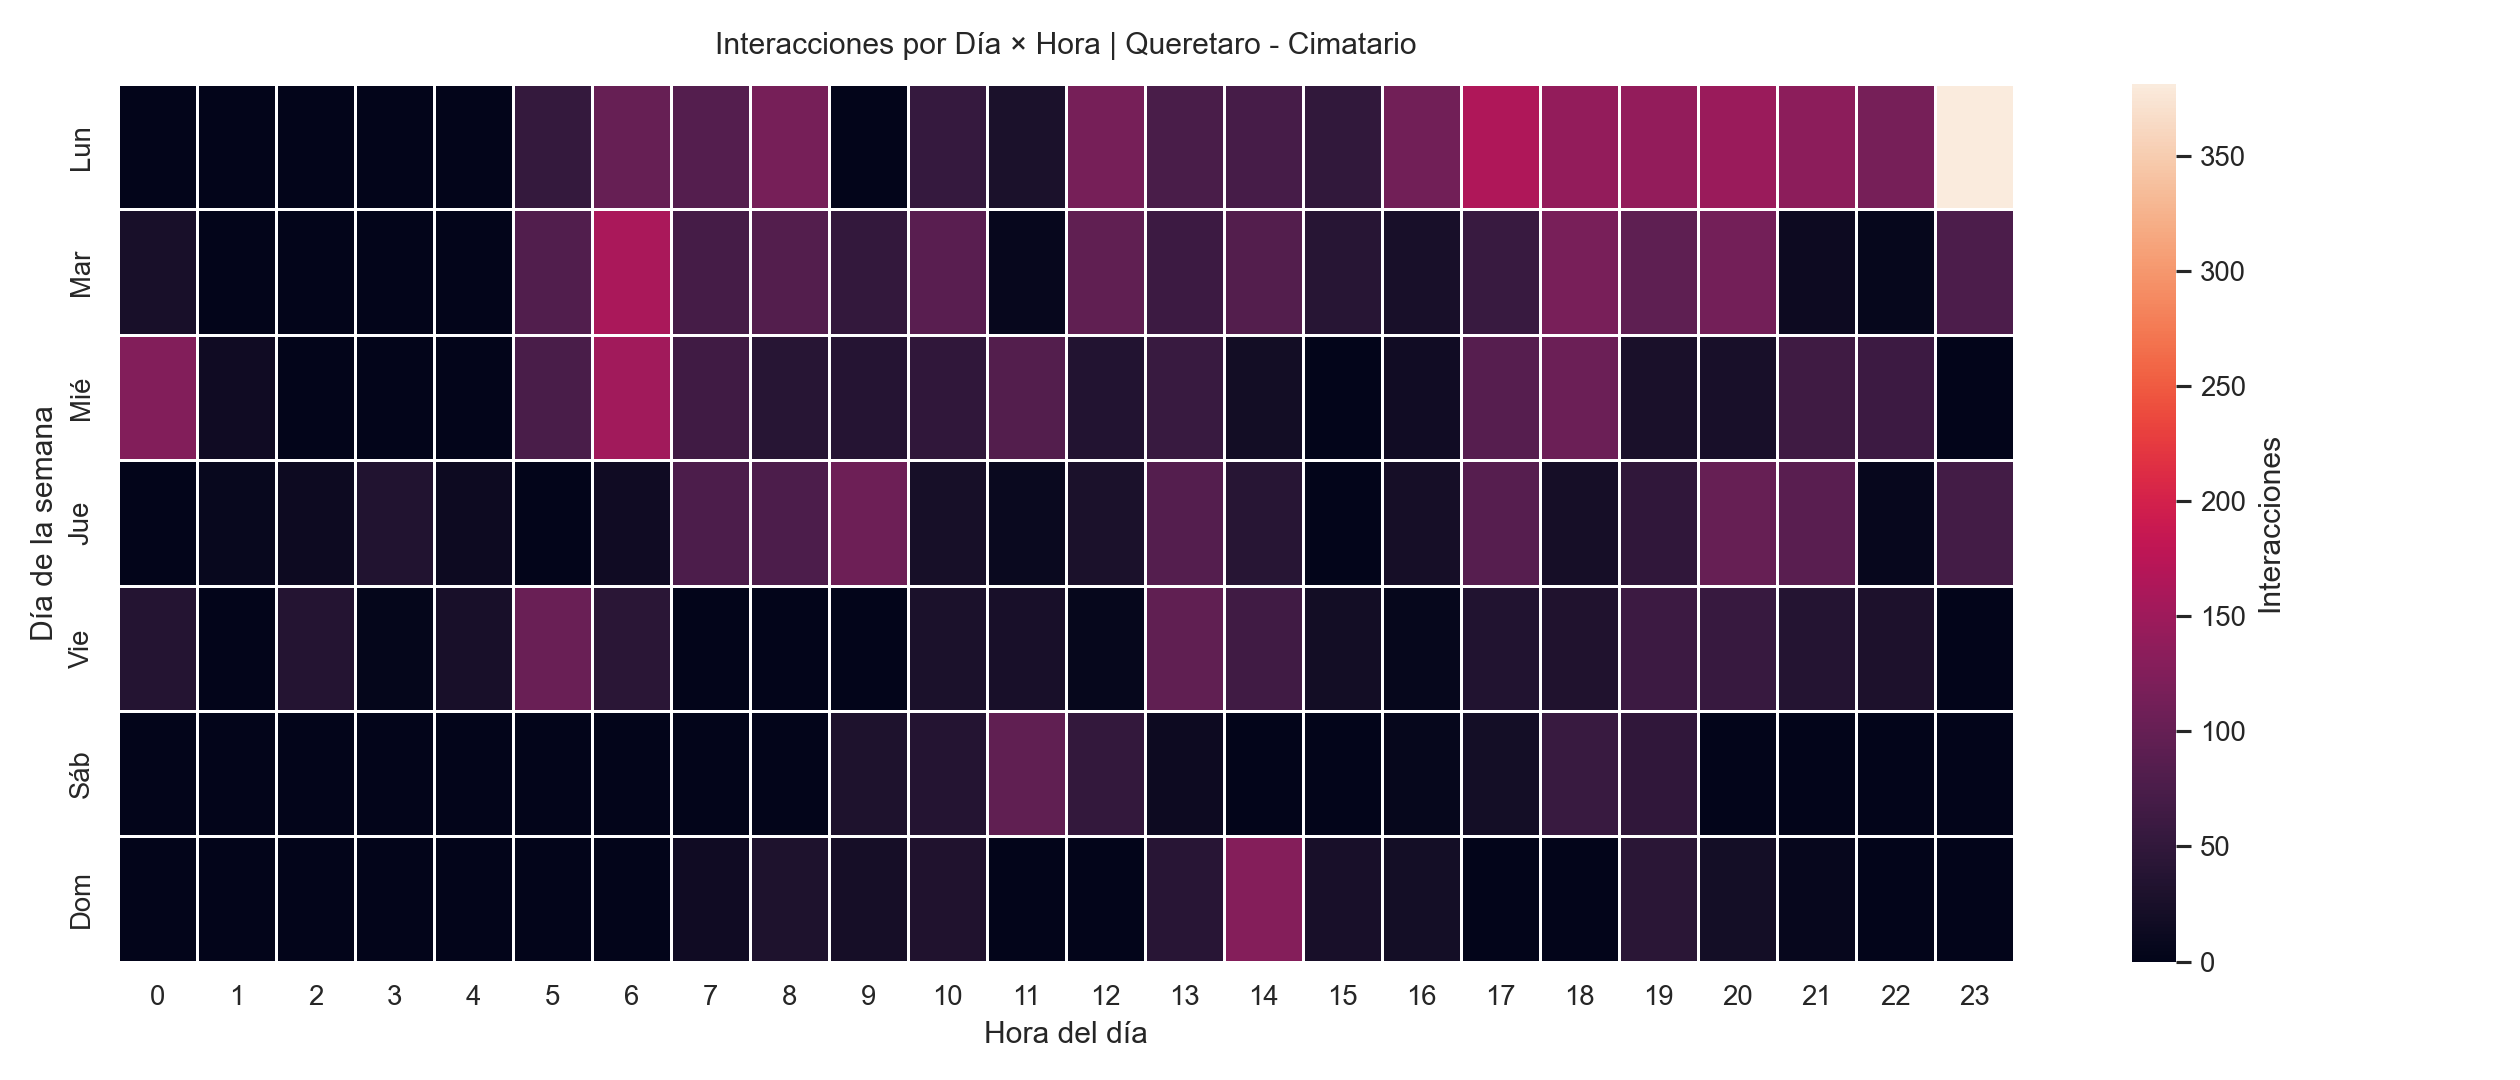 Interacciones por Día × Hora | Queretaro - Cimatario
Día de la semana
Lun
Mar
Mié
Jue
Vie
Sáb
Dom
0 1 2 3 4 5 6 7 8 9 10 11 12 13 14 15 16 17 18 19 20 21 22 23
Hora del día
350
300
250
200
150
100
50
0
Interacciones